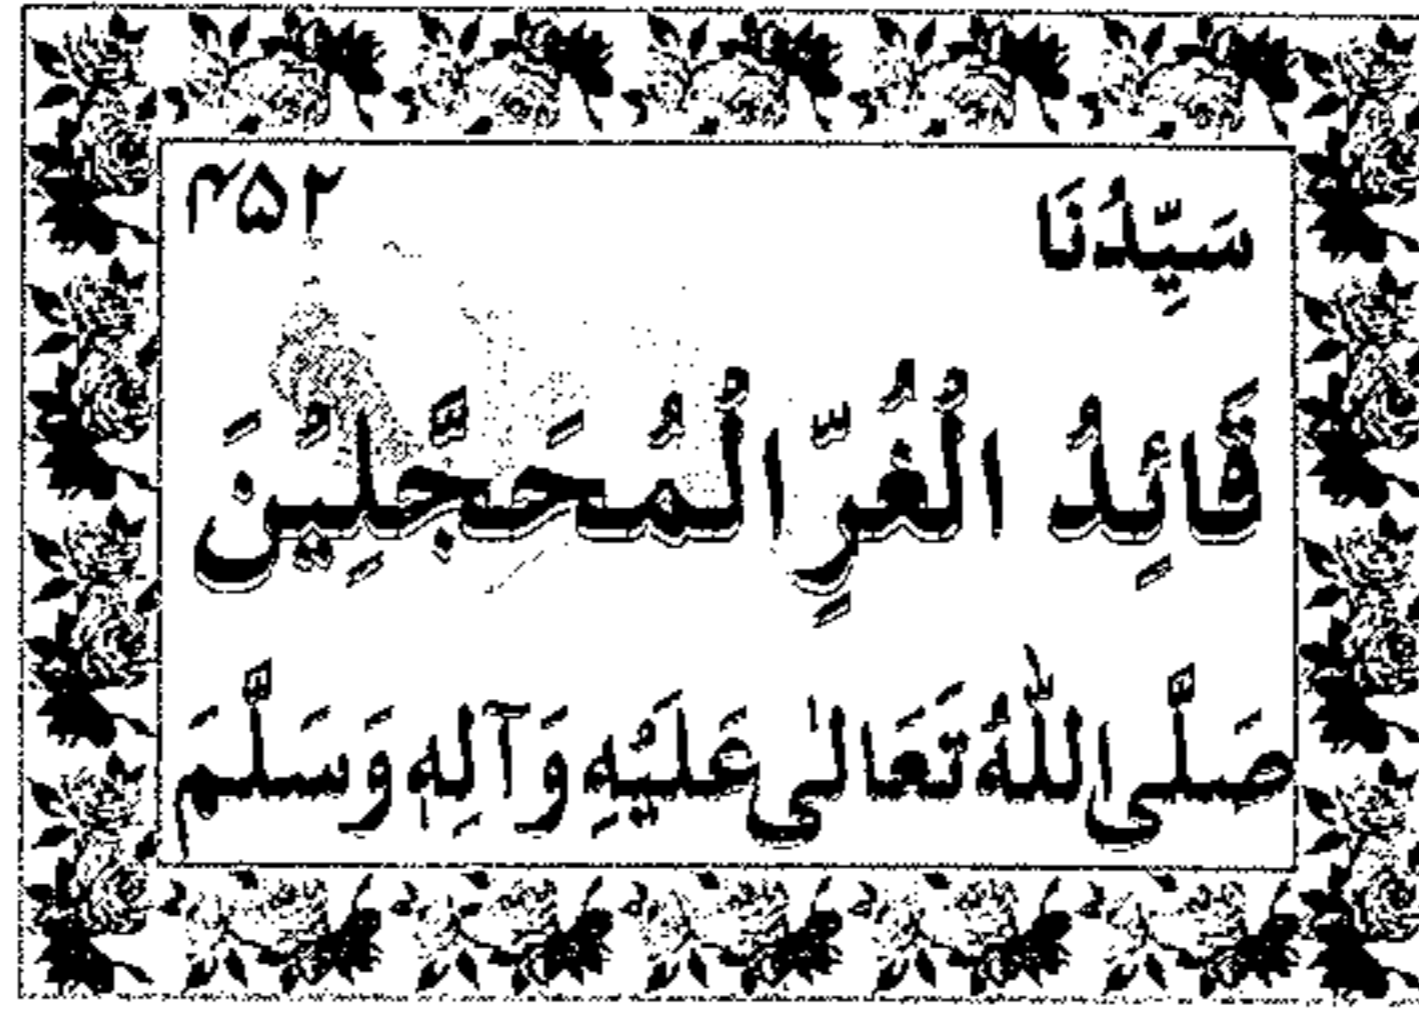 سَيِّدُنَا ۴۵۲
قَائِدُ الْغُرِّ الْمُحَجَّلِيْنَ
صَلَّى اللّٰهُ تَعَالٰى عَلَيْهِ وَآلِهٖ وَسَلَّمَ